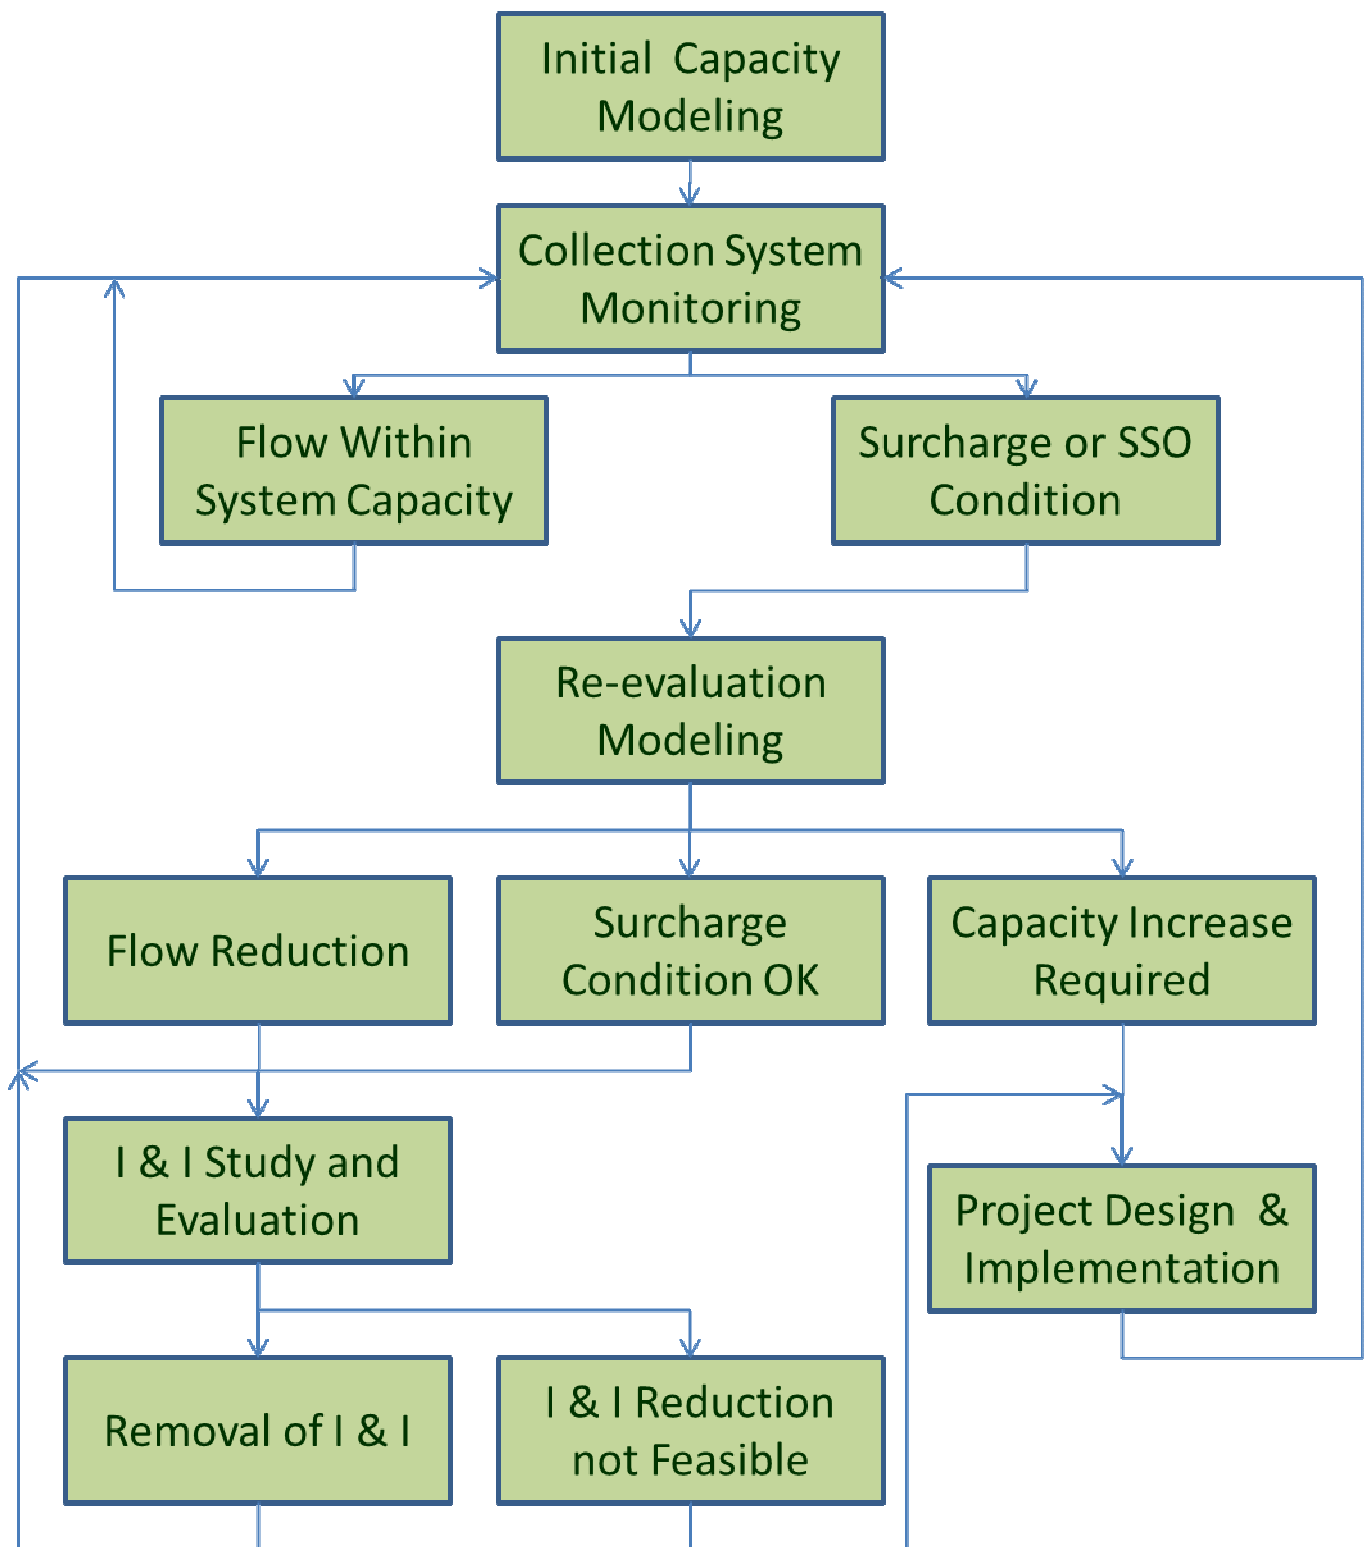 Initial Capacity
Modeling
Collection System
Monitoring
Flow Within
System Capacity
Surcharge or SSO
Condition
Re-evaluation
Modeling
Flow Reduction
Surcharge
Condition OK
Capacity Increase
Required
I & I Study and
Evaluation
Project Design &
Implementation
Removal of I & I
I & I Reduction
not Feasible